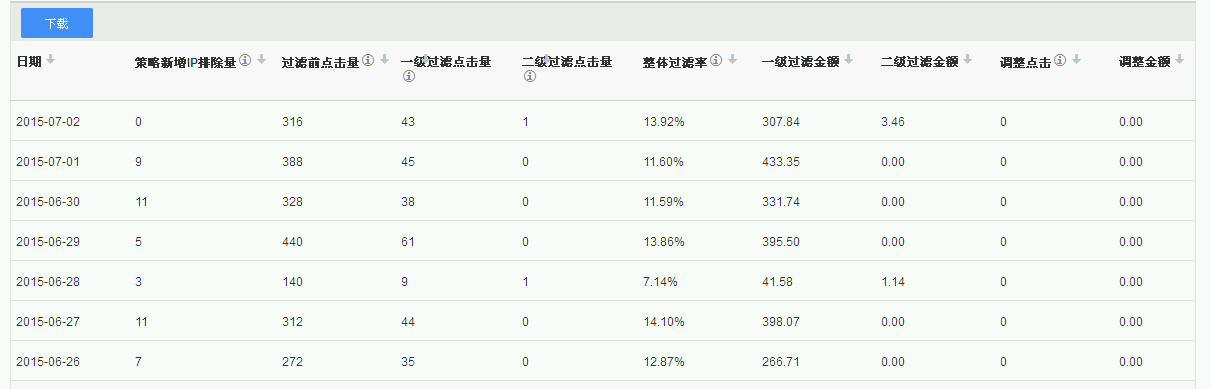 下载
日期 策略新增IP排除量 过滤前点击量 一级过滤点击量 二级过滤点击量 整体过滤率 一级过滤金额 二级过滤金额 调整点击 调整金额
2015-07-02 0 316 43 1 13.92% 307.84 3.46 0 0.00
2015-07-01 9 388 45 0 11.60% 433.35 0.00 0 0.00
2015-06-30 11 328 38 0 11.59% 331.74 0.00 0 0.00
2015-06-29 5 440 61 0 13.86% 395.50 0.00 0 0.00
2015-06-28 3 140 9 1 7.14% 41.58 1.14 0 0.00
2015-06-27 11 312 44 0 14.10% 398.07 0.00 0 0.00
2015-06-26 7 272 35 0 12.87% 266.71 0.00 0 0.00